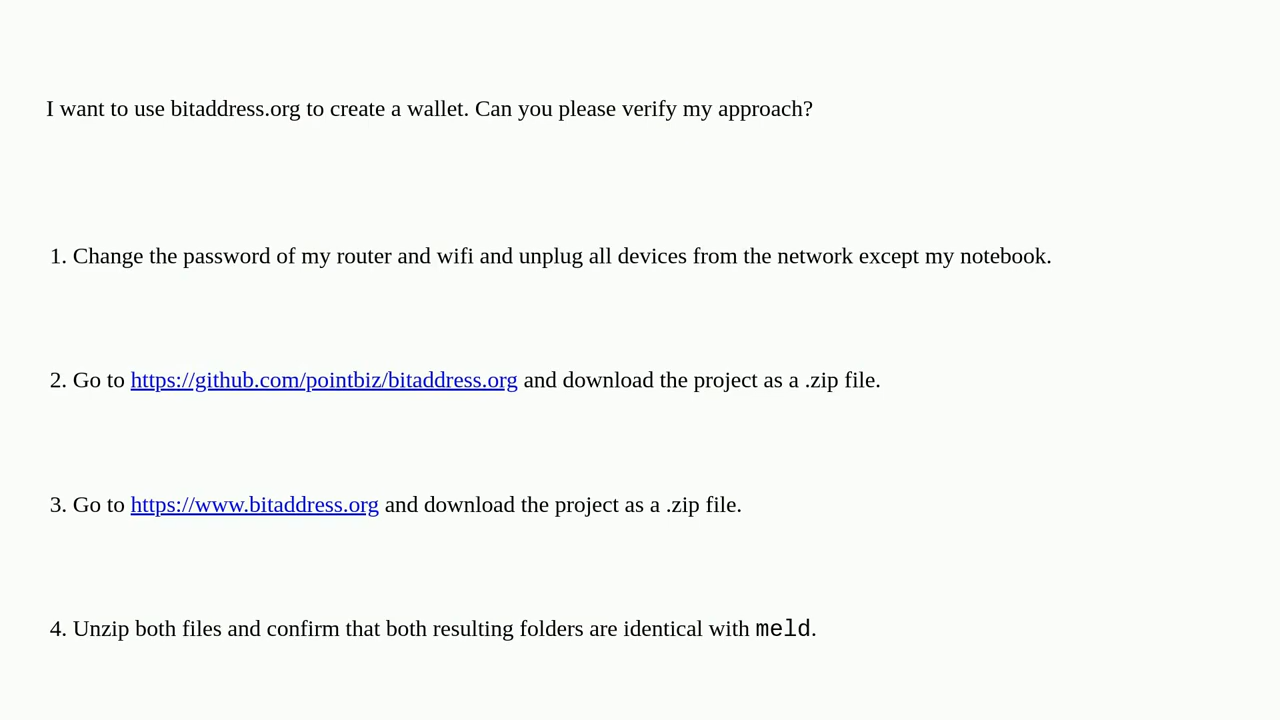 I want to use bitaddress.org to create a wallet. Can you please verify my approach?
1. Change the password of my router and wifi and unplug all devices from the network except my notebook.
2. Go to https://github.com/pointbiz/bitaddress.org and download the project as a .zip file.
3. Go to https://www.bitaddress.org and download the project as a .zip file.
4. Unzip both files and confirm that both resulting folders are identical with meld.